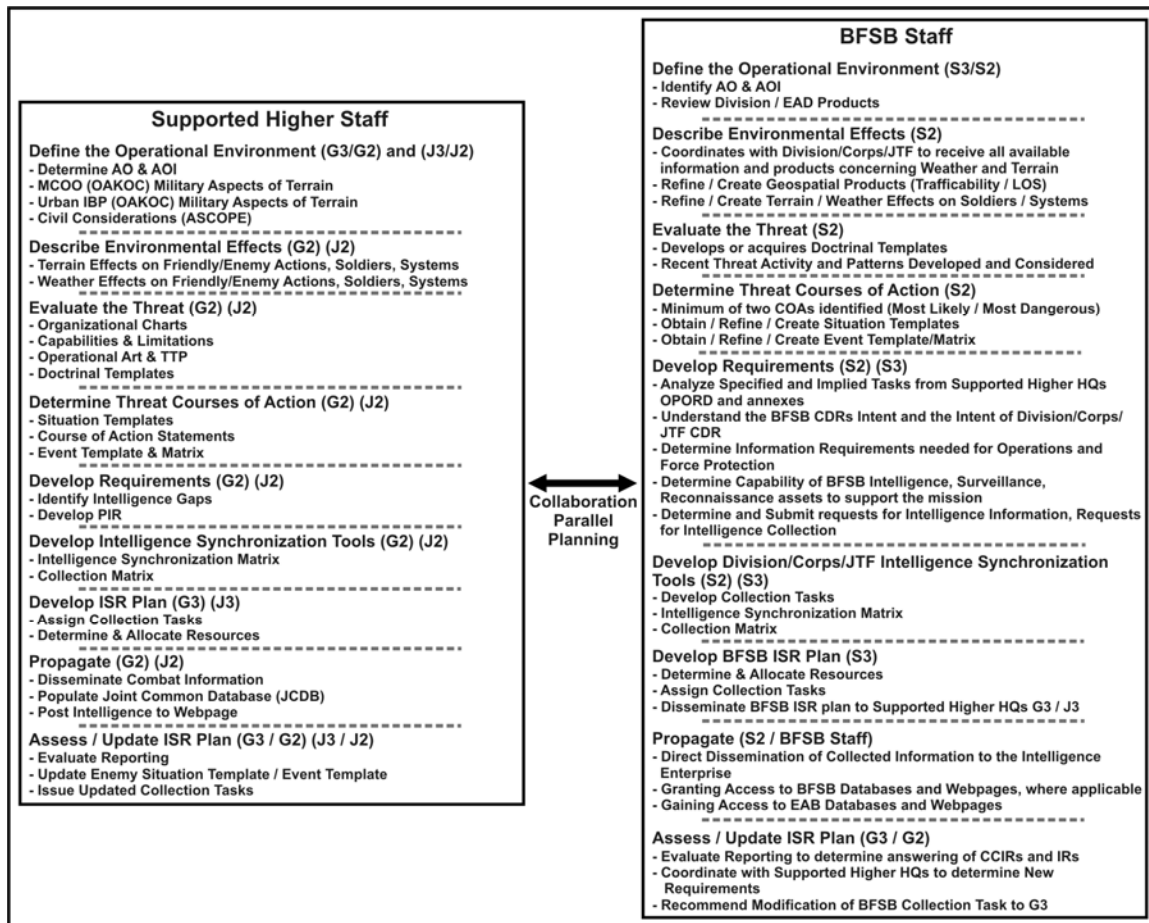 Supported Higher Staff
Define the Operational Environment (G3/G2) and (J3/J2)
- Determine AO & AOI
- MCOO (OAKOC) Military Aspects of Terrain
- Urban IBP (OAKOC) Military Aspects of Terrain
- Civil Considerations (ASCOPE)
Describe Environmental Effects (G2) (J2)
- Terrain Effects on Friendly/Enemy Actions, Soldiers, Systems
- Weather Effects on Friendly/Enemy Actions, Soldiers, Systems
Evaluate the Threat (G2) (J2)
- Organizational Charts
- Capabilities & Limitations
- Operational Art & TTP
- Doctrinal Templates
Determine Threat Courses of Action (G2) (J2)
- Situation Templates
- Course of Action Statements
- Event Template & Matrix
Develop Requirements (G2) (J2)
- Identify Intelligence Gaps
- Develop PIR
Develop Intelligence Synchronization Tools (G2) (J2)
- Intelligence Synchronization Matrix
- Collection Matrix
Develop ISR Plan (G3) (J3)
- Assign Collection Tasks
- Determine & Allocate Resources
Propagate (G2) (J2)
- Disseminate Combat Information
- Populate Joint Common Database (JCDB)
- Post Intelligence to Webpage
Assess / Update ISR Plan (G3 / G2) (J3 / J2)
- Evaluate Reporting
- Update Enemy Situation Template / Event Template
- Issue Updated Collection Tasks
Collaboration
Parallel
Planning
BFSB Staff
Define the Operational Environment (S3/S2)
- Identify AO & AOI
- Review Division / EAD Products
Describe Environmental Effects (S2)
- Coordinates with Division/Corps/JTF to receive all available
information and products concerning Weather and Terrain
- Refine / Create Geospatial Products (Trafficability / LOS)
- Refine / Create Terrain / Weather Effects on Soldiers / Systems
Evaluate the Threat (S2)
- Develops or acquires Doctrinal Templates
- Recent Threat Activity and Patterns Developed and Considered
Determine Threat Courses of Action (S2)
- Minimum of two COAs identified (Most Likely / Most Dangerous)
- Obtain / Refine / Create Situation Templates
- Obtain / Refine / Create Event Template/Matrix
Develop Requirements (S2) (S3)
- Analyze Specified and Implied Tasks from Supported Higher HQs
OPORD and annexes
- Understand the BFSB CDRs Intent and the Intent of Division/Corps/
JTF CDR
- Determine Information Requirements needed for Operations and
Force Protection
- Determine Capability of BFSB Intelligence, Surveillance,
Reconnaissance assets to support the mission
- Determine and Submit requests for Intelligence Information, Requests
for Intelligence Collection
Develop Division/Corps/JTF Intelligence Synchronization
Tools (S2) (S3)
- Develop Collection Tasks
- Intelligence Synchronization Matrix
- Collection Matrix
Develop BFSB ISR Plan (S3)
- Determine & Allocate Resources
- Assign Collection Tasks
- Disseminate BFSB ISR plan to Supported Higher HQs G3 / J3
Propagate (S2 / BFSB Staff)
- Direct Dissemination of Collected Information to the Intelligence
Enterprise
- Granting Access to BFSB Databases and Webpages, where applicable
- Gaining Access to EAB Databases and Webpages
Assess / Update ISR Plan (G3 / G2)
- Evaluate Reporting to determine answering of CCIRs and IRs
- Coordinate with Supported Higher HQs to determine New
Requirements
- Recommend Modification of BFSB Collection Task to G3